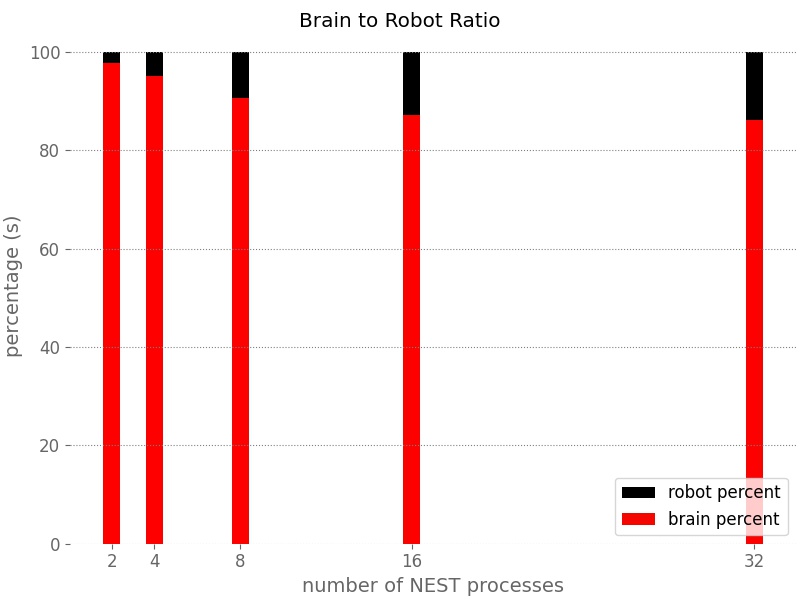 Brain to Robot Ratio
100
80
60
40
20
0
percentage (s)
robot percent
brain percent
2 4 8 16 32
number of NEST processes